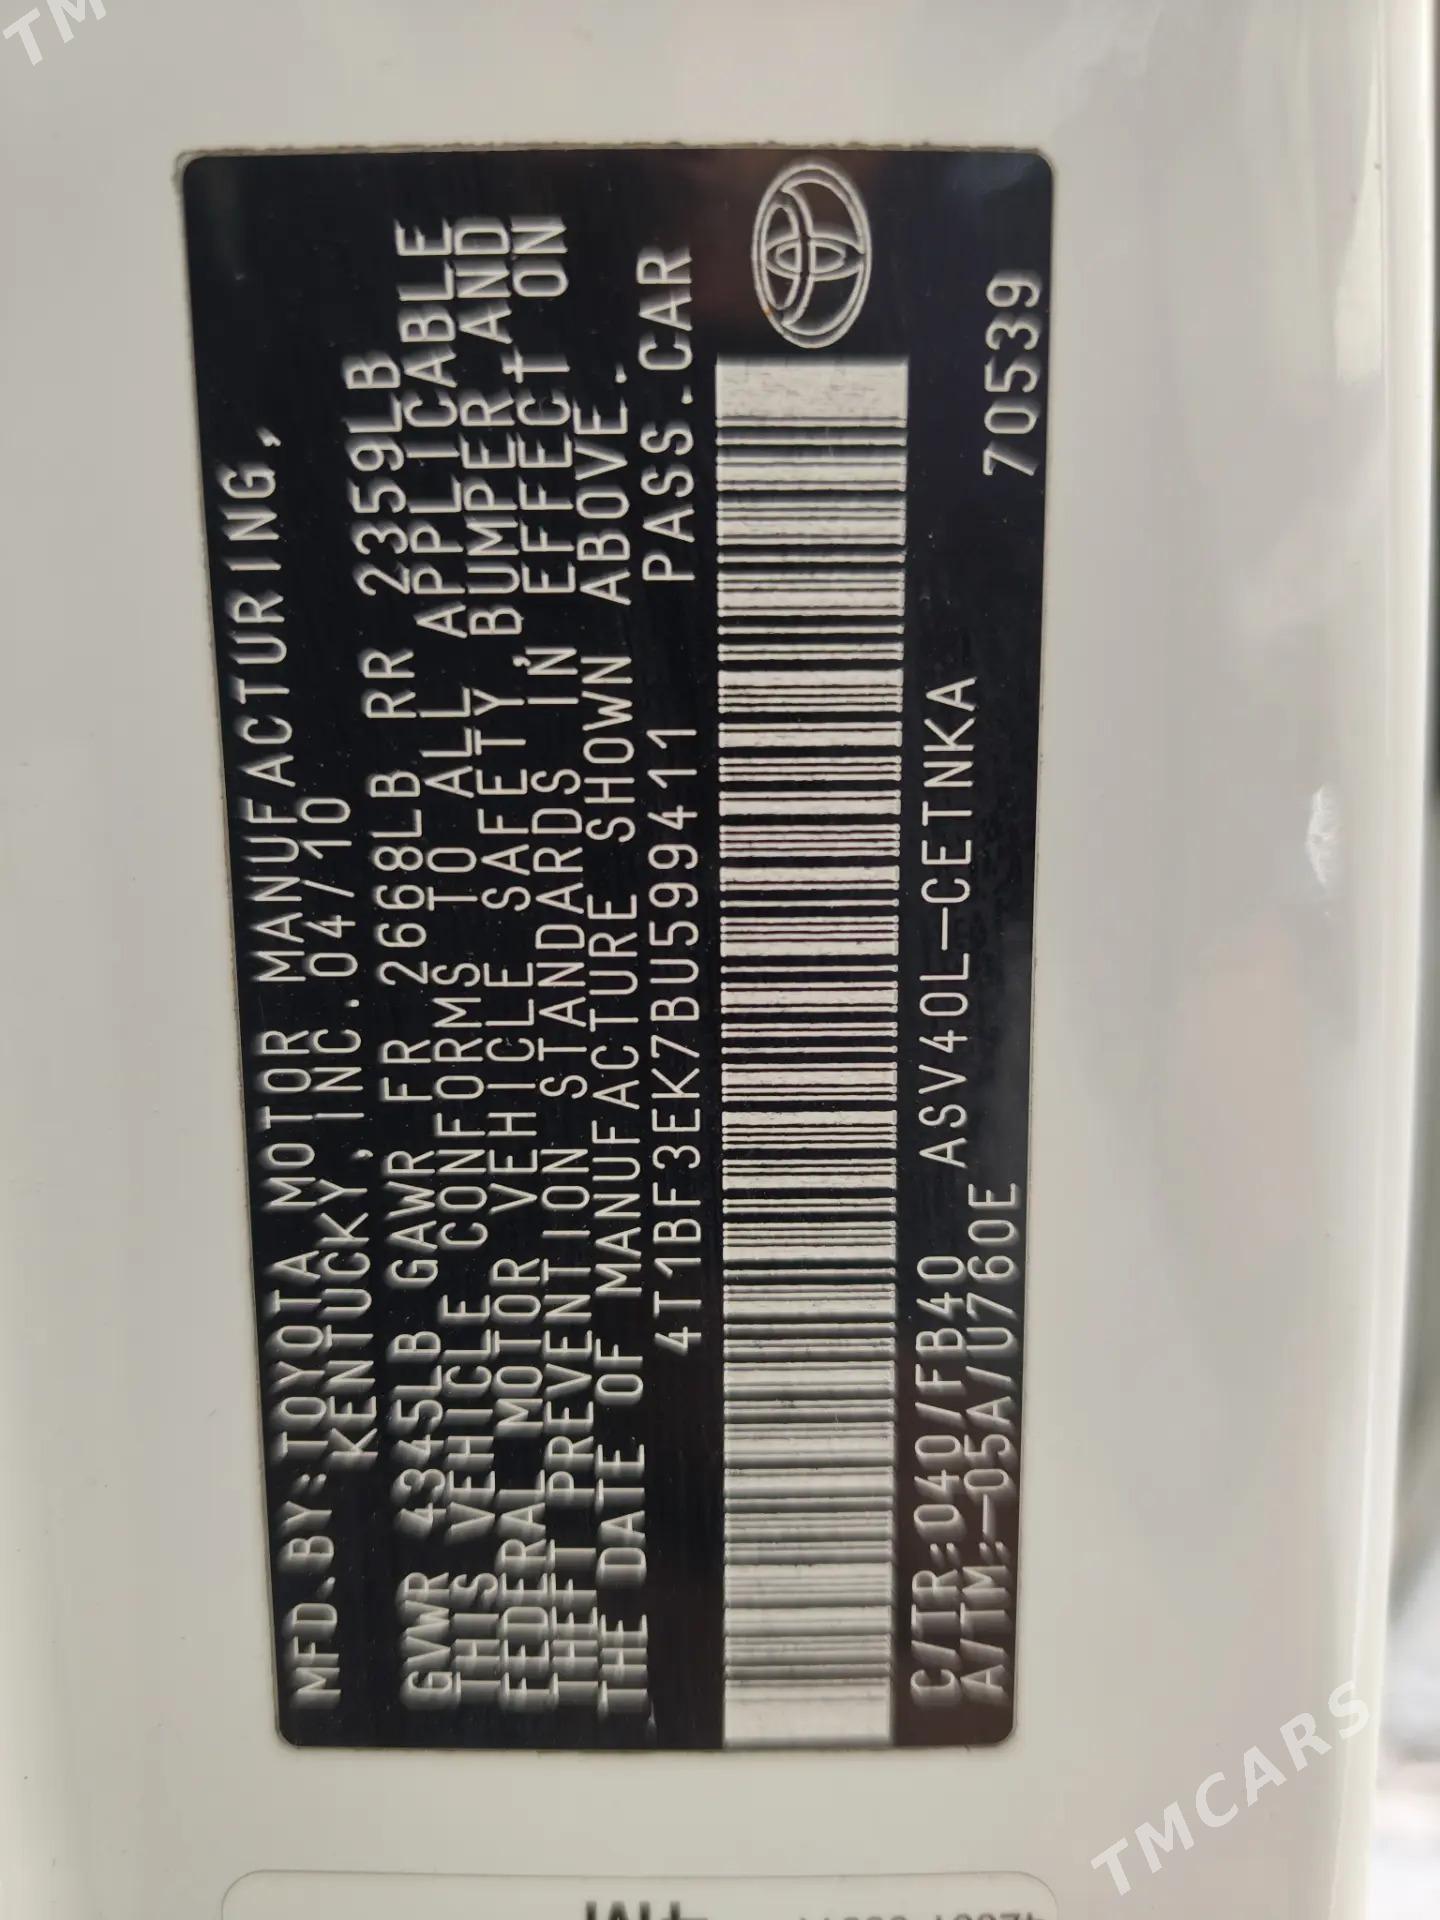 MFD.BY:TOYOTA MOTOR MANUFACTURING,
KENTUCKY,INC.04/10
GVWR 4345LB GAWR FR 2668LB RR 2359LB
THIS VEHICLE CONFORMS TO ALL APPLICABLE
FEDERAL MOTOR VEHICLE SAFETY, BUMPER AND
THEFT PREVENTION STANDARDS IN EFFECT ON
THE DATE OF MANUFACTURE SHOWN ABOVE.
4T1BF3EK7BU599411 PASS.CAR
C/TR:040/FB40 ASV40L-CETNKA
A/TM:-05A/U760E 70539
TMCARS
TM